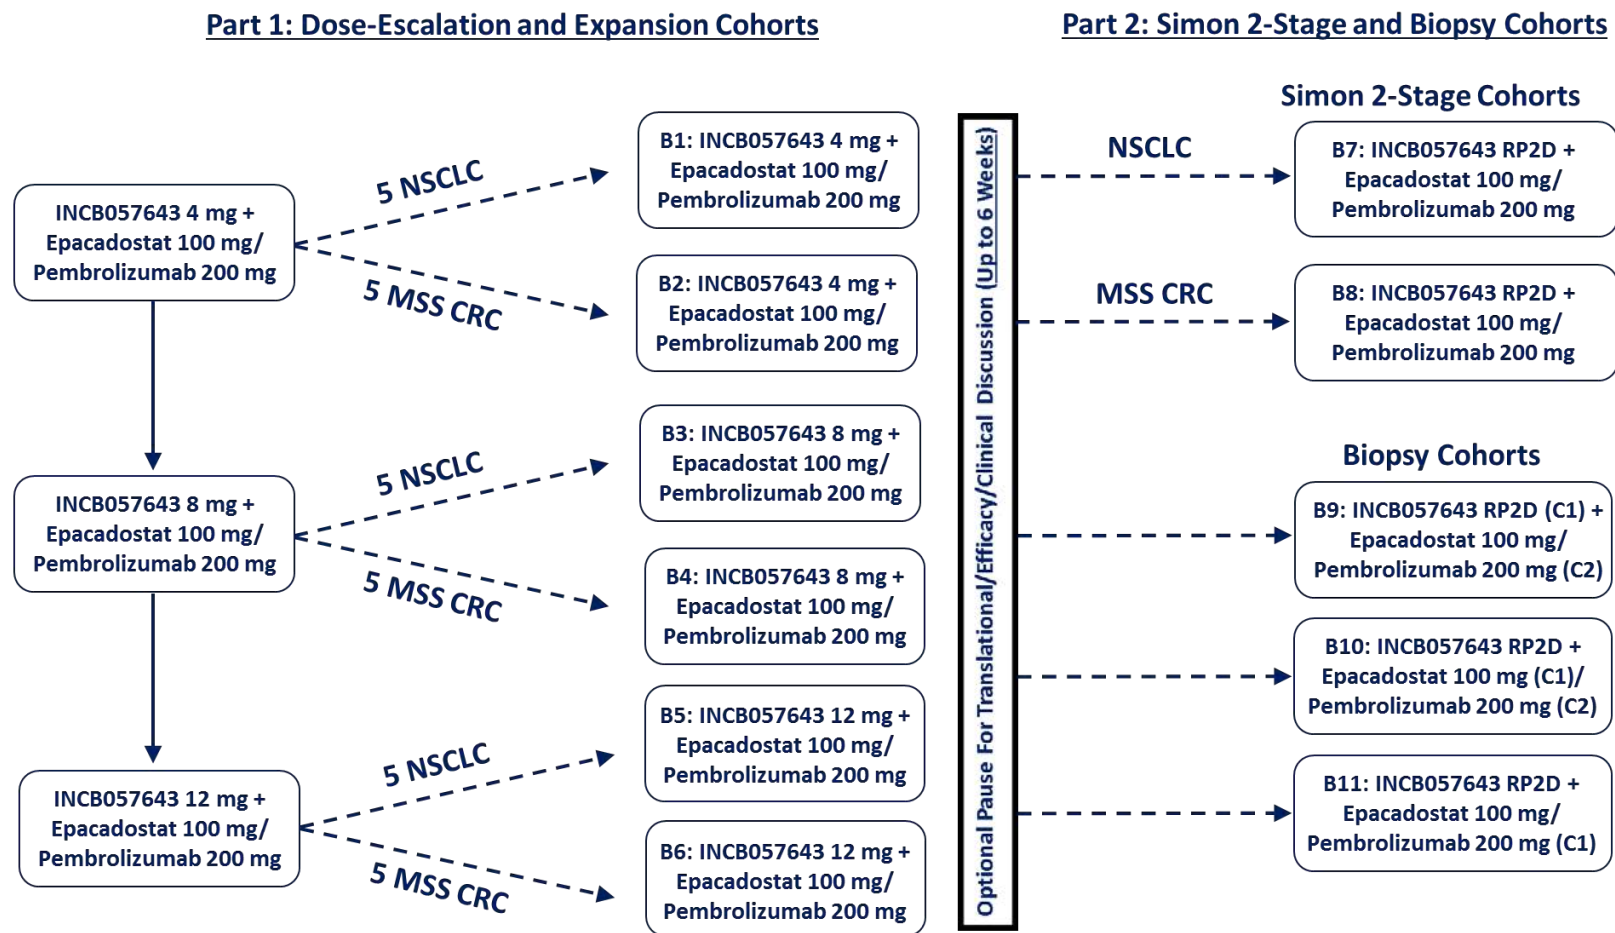 Part 1: Dose-Escalation and Expansion Cohorts
INCB057643 4 mg +
Epacadostat 100 mg/
Pembrolizumab 200 mg
5 NSCLC
5 MSS CRC
B1: INCB057643 4 mg +
Epacadostat 100 mg/
Pembrolizumab 200 mg
B2: INCB057643 4 mg +
Epacadostat 100 mg/
Pembrolizumab 200 mg
INCB057643 8 mg +
Epacadostat 100 mg/
Pembrolizumab 200 mg
5 NSCLC
5 MSS CRC
B3: INCB057643 8 mg +
Epacadostat 100 mg/
Pembrolizumab 200 mg
B4: INCB057643 8 mg +
Epacadostat 100 mg/
Pembrolizumab 200 mg
INCB057643 12 mg +
Epacadostat 100 mg/
Pembrolizumab 200 mg
5 NSCLC
5 MSS CRC
B5: INCB057643 12 mg +
Epacadostat 100 mg/
Pembrolizumab 200 mg
B6: INCB057643 12 mg +
Epacadostat 100 mg/
Pembrolizumab 200 mg
Optional Pause For Translational/Efficacy/Clinical Discussion (Up to 6 Weeks)
Part 2: Simon 2-Stage and Biopsy Cohorts
Simon 2-Stage Cohorts
NSCLC
B7: INCB057643 RP2D +
Epacadostat 100 mg/
Pembrolizumab 200 mg
MSS CRC
B8: INCB057643 RP2D +
Epacadostat 100 mg/
Pembrolizumab 200 mg
Biopsy Cohorts
B9: INCB057643 RP2D (C1) +
Epacadostat 100 mg/
Pembrolizumab 200 mg (C2)
B10: INCB057643 RP2D +
Epacadostat 100 mg (C1)/
Pembrolizumab 200 mg (C2)
B11: INCB057643 RP2D +
Epacadostat 100 mg/
Pembrolizumab 200 mg (C1)